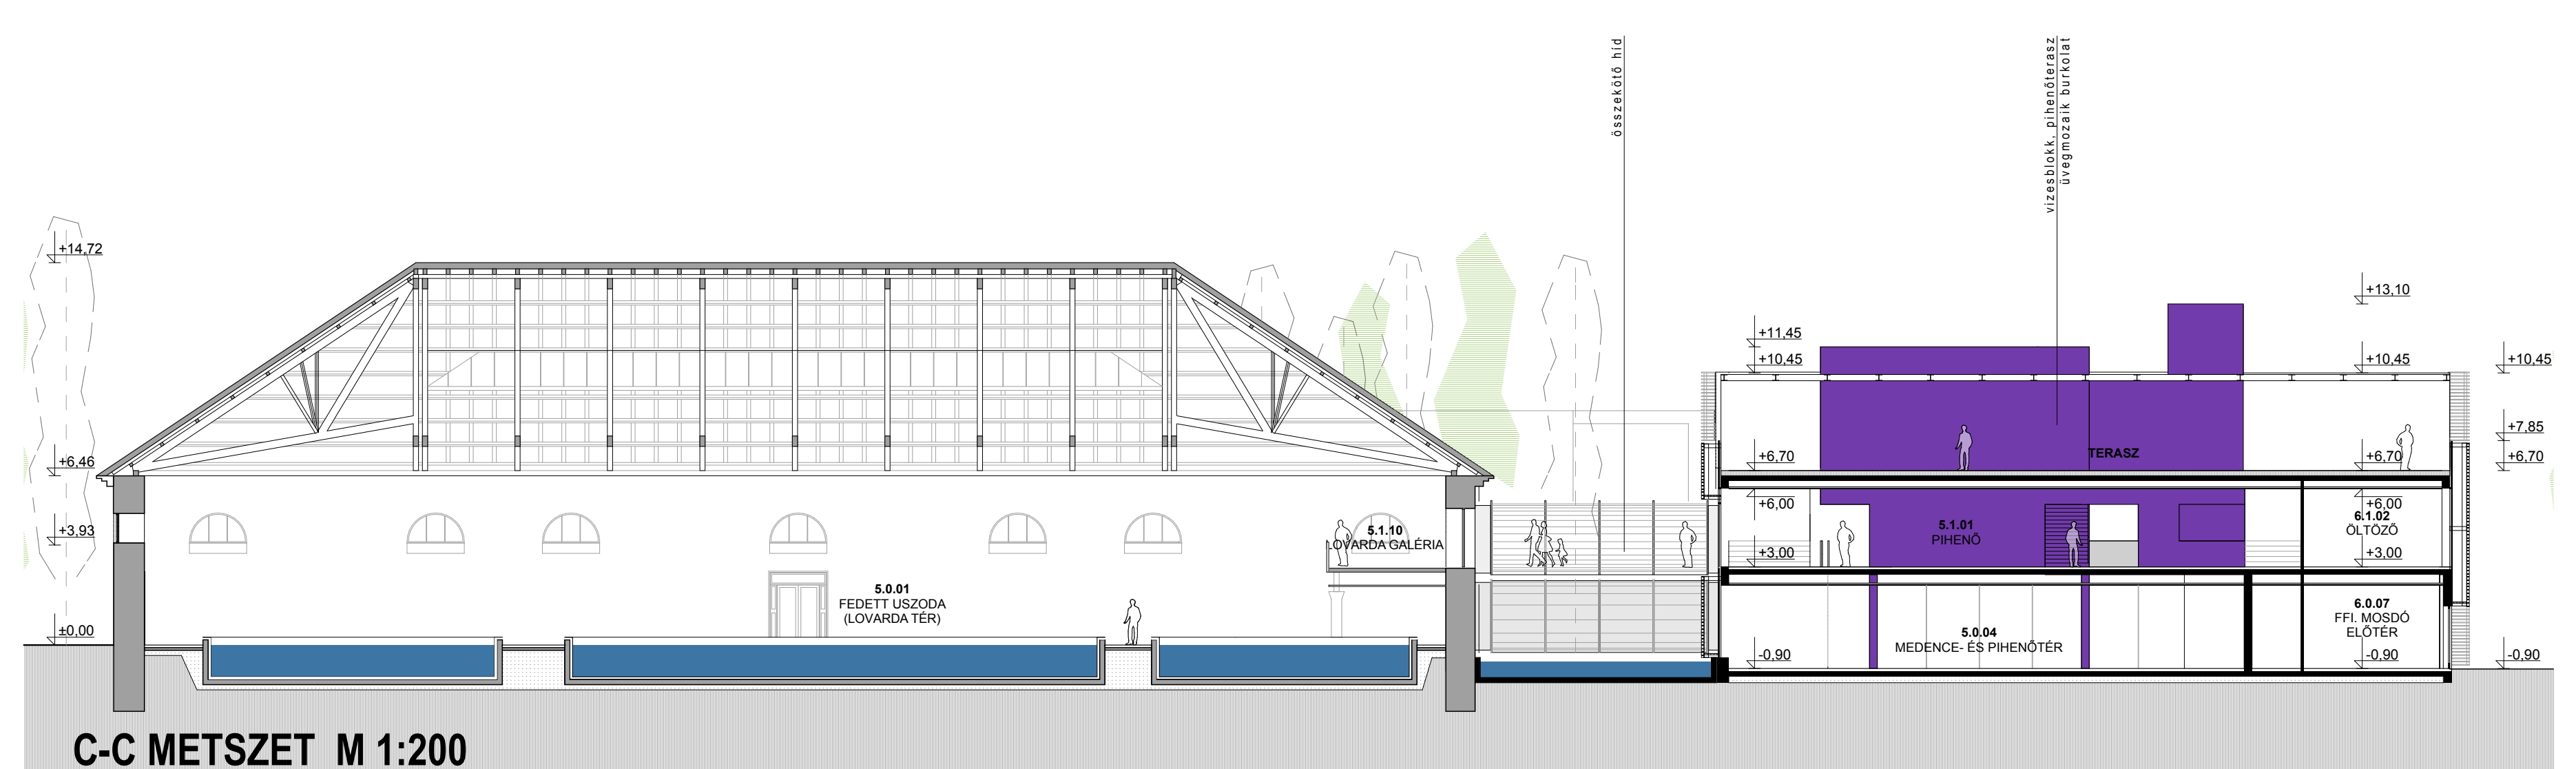 összekötő híd
vizesblokk, pihenőterasz
üvegmozaik burkolat
+14,72
+6,46
+3,93
±0,00
5.0.01
FEDETT USZODA
(LOVARDA TÉR)
5.1.10
LOVARDA GALÉRIA
+11,45
+10,45
+6,70
+6,00
+3,00
-0,90
TERASZ
5.1.01
PIHENŐ
5.0.04
MEDENCE- ÉS PIHENŐTÉR
+13,10
+10,45
+6,70
+6,00
6.1.02
ÖLTÖZŐ
+3,00
6.0.07
FFI. MOSDÓ
ELŐTÉR
-0,90
+10,45
+7,85
+6,70
-0,90
C-C METSZET M 1:200